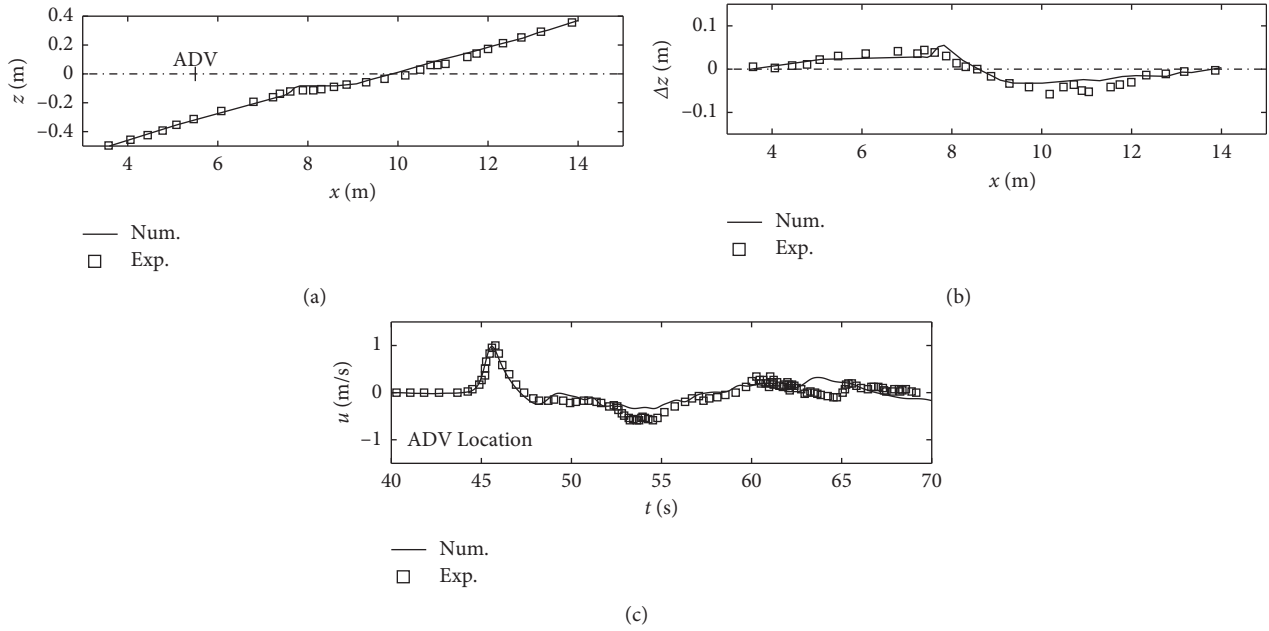 0.4
0.2
0
−0.2
−0.4
z (m)
ADV
4 6 8 10 12 14
x (m)
Num.
Exp.
(a)
0.1
0
−0.1
Δz (m)
4 6 8 10 12 14
x (m)
Num.
Exp.
(b)
1
0
−1
u (m/s)
ADV Location
40 45 50 55 60 65 70
t (s)
Num.
Exp.
(c)